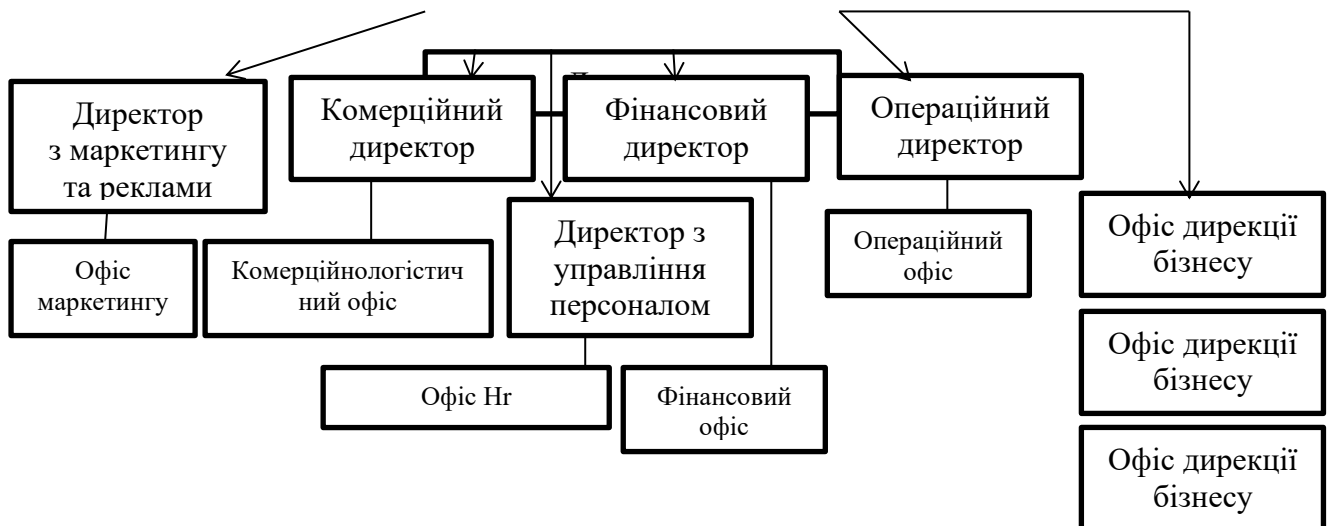 Директор
з маркетингу
та реклами
Комерційний
директор
Фінансовий
директор
Операційний
директор
Офіс
маркетингу
Комерційнологістич
ний офіс
Директор з
управління
персоналом
Операційний
офіс
Офіс дирекції
бізнесу
Офіс Hr
Фінансовий
офіс
Офіс дирекції
бізнесу
Офіс дирекції
бізнесу